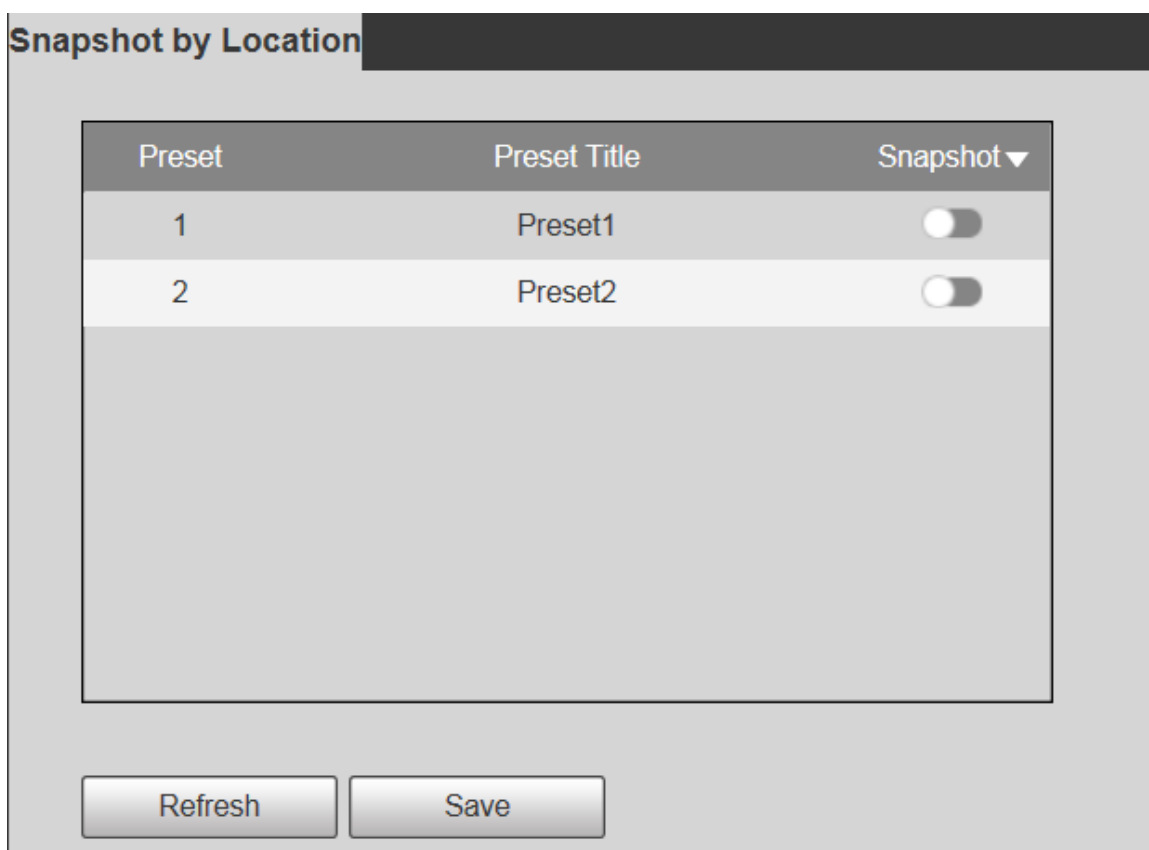 Snapshot by Location
Preset Preset Title Snapshot
1 Preset1
2 Preset2
Refresh Save